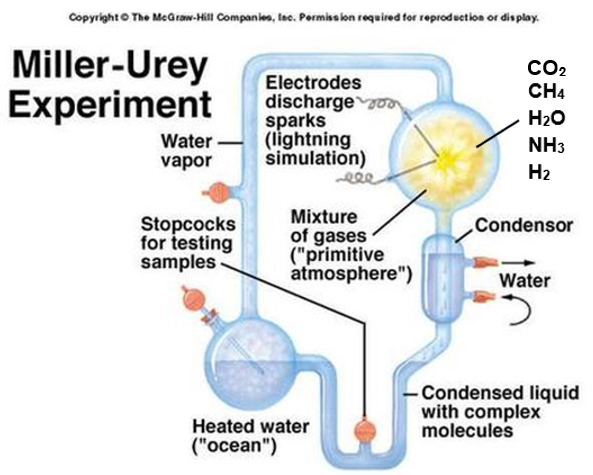 Copyright © The McGraw-Hill Companies, Inc. Permission required for reproduction or display.
Miller-Urey
Experiment
Electrodes
discharge
sparks
(lightning
simulation)
CO₂
CH₄
H₂O
NH₃
H₂
Water
vapor
Mixture
of gases
("primitive
atmosphere")
Condensor
Stopcocks
for testing
samples
Water
Condensed liquid
with complex
molecules
Heated water
("ocean")